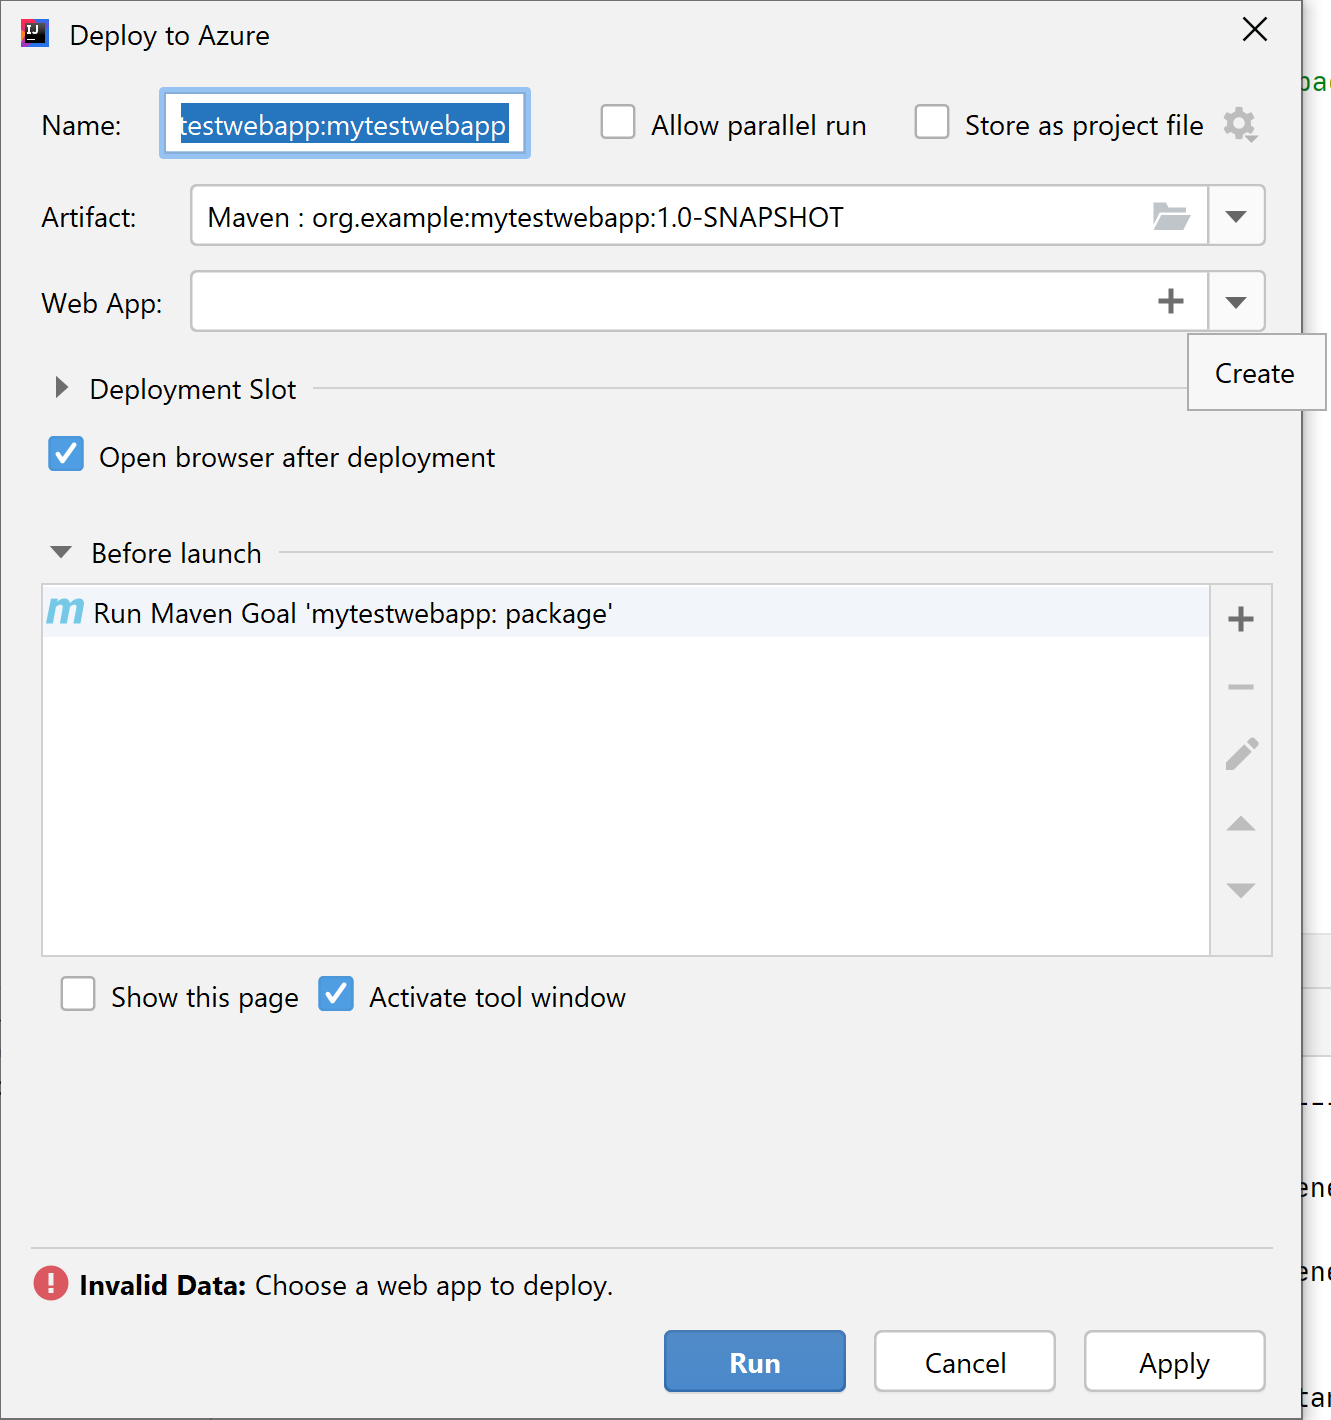 Deploy to Azure
Name: testwebapp:mytestwebapp Allow parallel run Store as project file
Artifact: Maven : org.example:mytestwebapp:1.0-SNAPSHOT
Web App:
Create
Deployment Slot
Open browser after deployment
Before launch
m Run Maven Goal 'mytestwebapp: package'
Show this page Activate tool window
Invalid Data: Choose a web app to deploy.
Run Cancel Apply